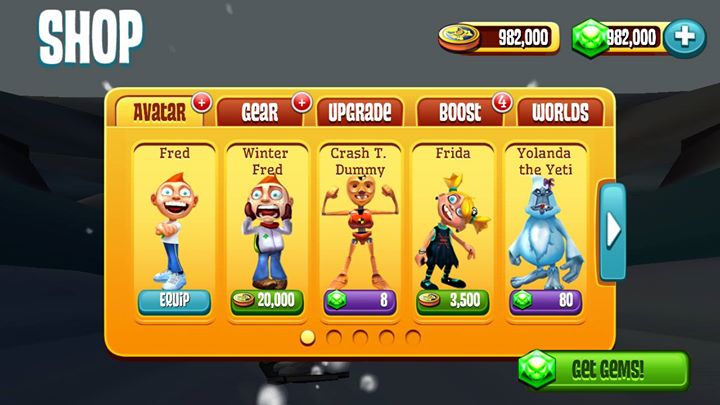 SHOP
982,000
982,000
AVATAR
GEAR
UPGRADE
BOOST
4
WORLDS
Fred
Winter
Fred
Crash T.
Dummy
Frida
Yolanda
the Yeti
EQUIP
20,000
8
3,500
80
GET GEMS!